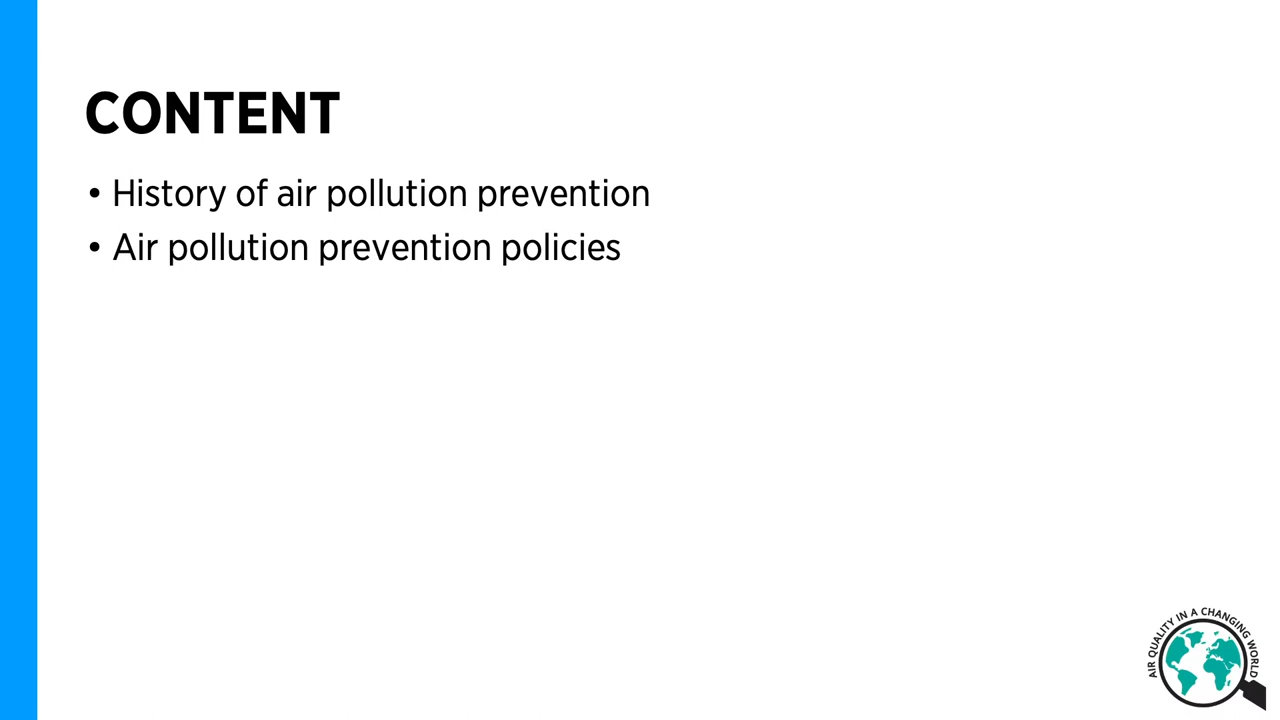 CONTENT
• History of air pollution prevention
• Air pollution prevention policies
AIR QUALITY IN A CHANGING WORLD